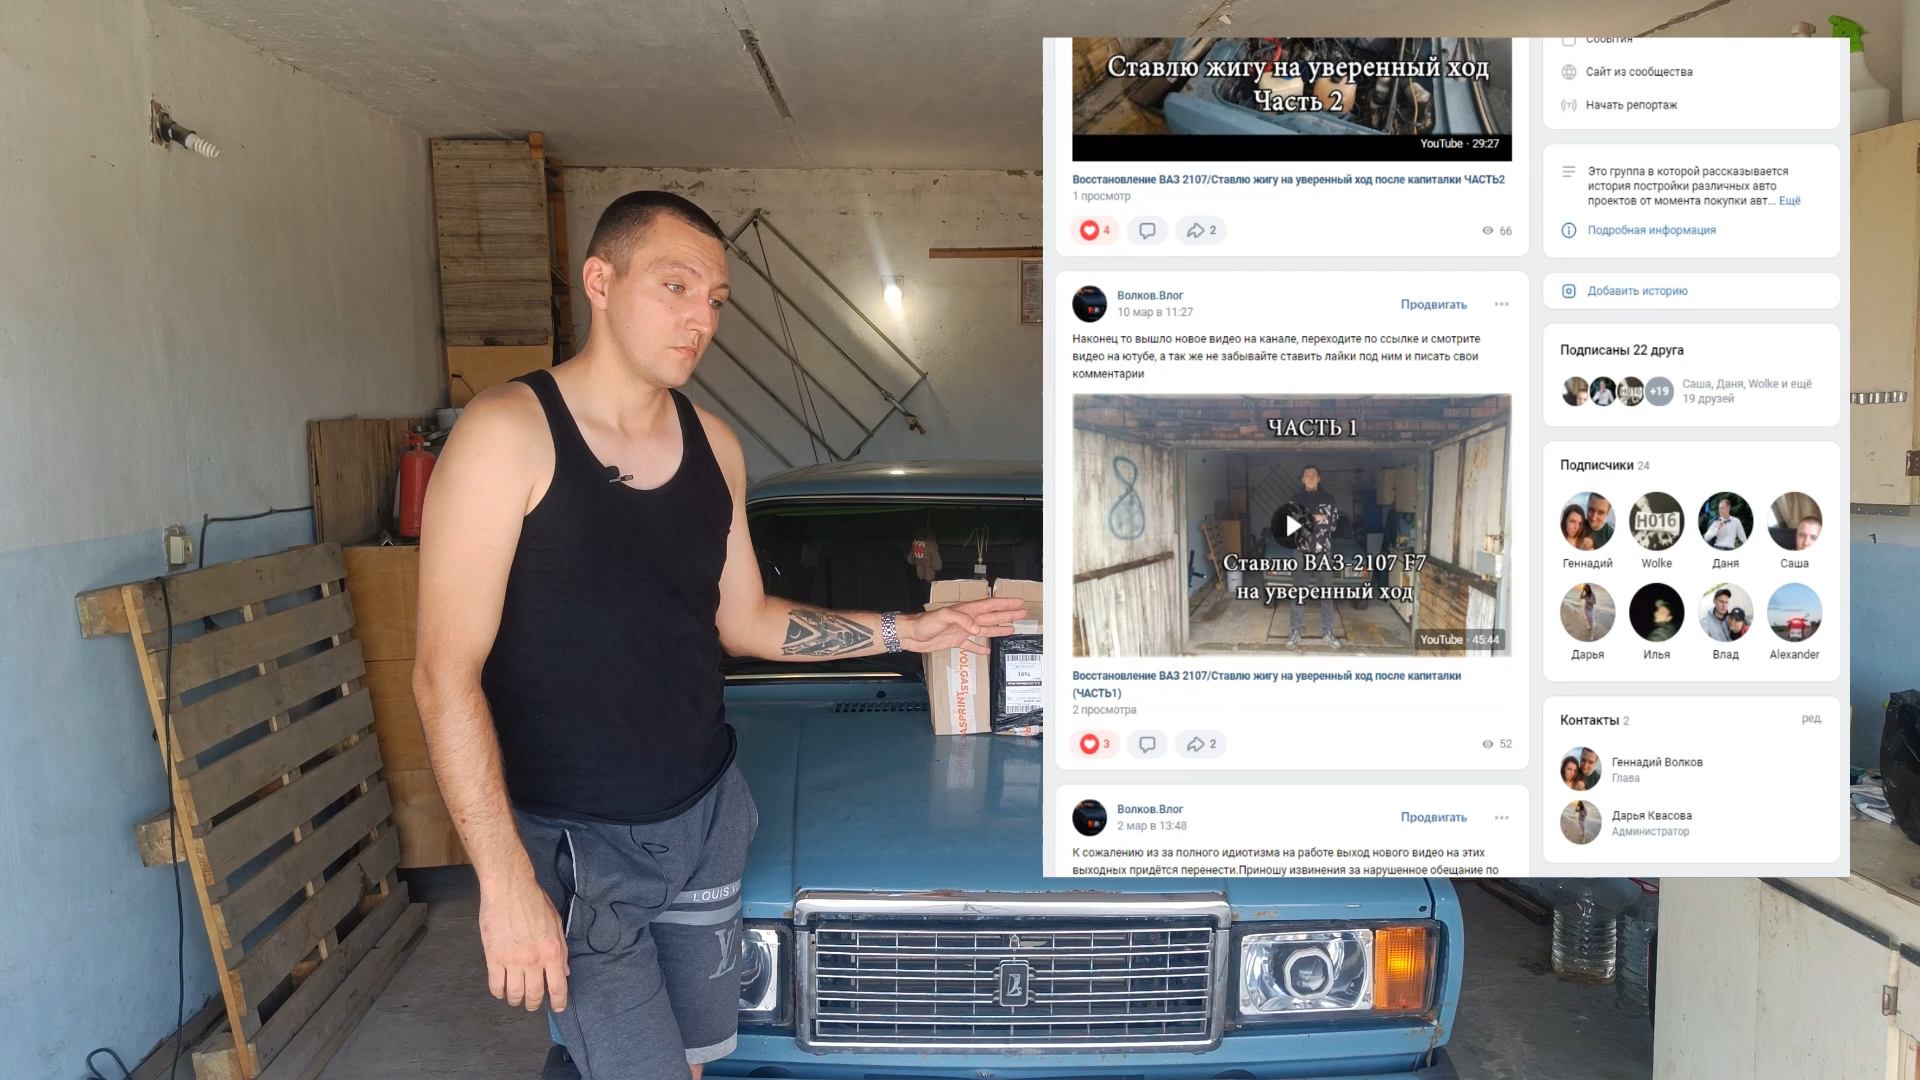 Ставлю жигу на уверенный ход
Часть 2
YouTube · 29:27
Восстановление ВАЗ 2107/Ставлю жигу на уверенный ход после капиталки ЧАСТЬ2
1 просмотр
4
2
66
Волков.Влог
10 мар в 11:27
Продвигать
Наконец то вышло новое видео на канале, переходите по ссылке и смотрите
видео на ютубе, а так же не забывайте ставить лайки под ним и писать свои
комментарии
ЧАСТЬ 1
Ставлю ВАЗ-2107 F7
на уверенный ход
YouTube · 45:44
Восстановление ВАЗ 2107/Ставлю жигу на уверенный ход после капиталки
(ЧАСТЬ1)
2 просмотра
3
2
52
Волков.Влог
2 мар в 13:48
Продвигать
К сожалению из за полного идиотизма на работе выход нового видео на этих
выходных придётся перенести.Приношу извинения за нарушенное обещание по
События
Сайт из сообщества
Начать репортаж
Это группа в которой рассказывается
история постройки различных авто
проектов от момента покупки авт... Ещё
Подробная информация
Добавить историю
Подписаны 22 друга
+19
Саша, Даня, Wolke и ещё
19 друзей
Подписчики 24
Н016
Геннадий
Wolke
Даня
Саша
Дарья
Илья
Влад
Alexander
Контакты 2
ред.
Геннадий Волков
Глава
Дарья Квасова
Администратор
LOUIS
LV